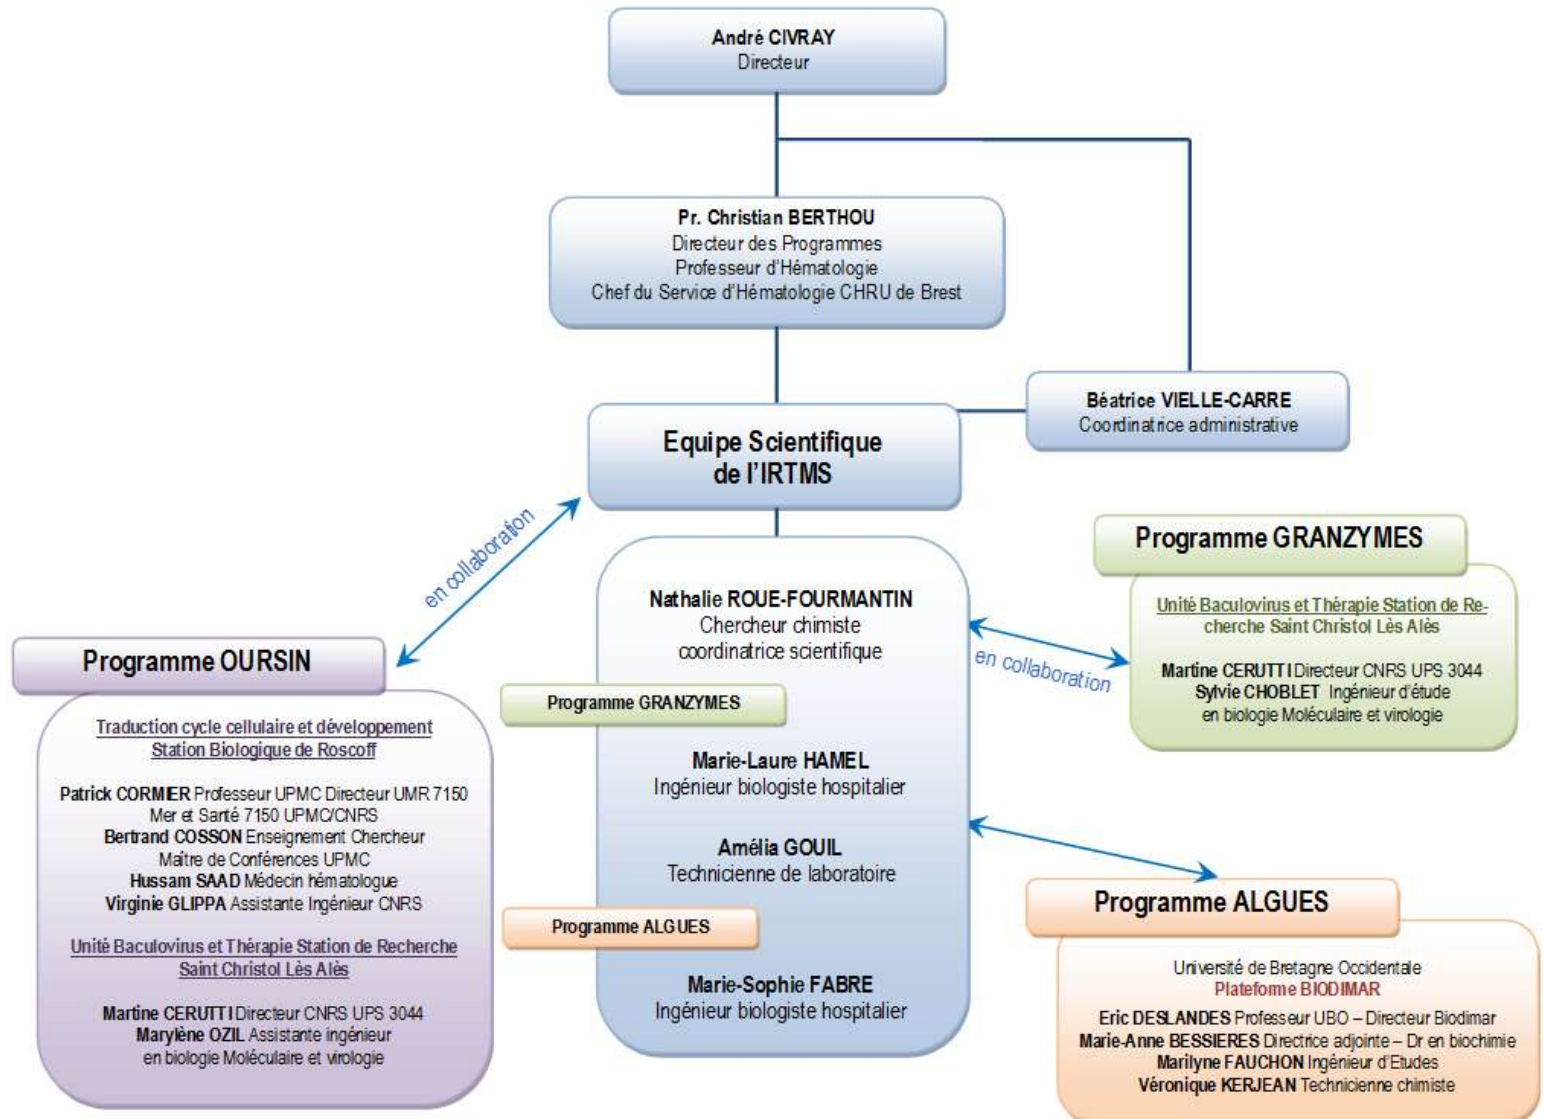 André CIVRAY
Directeur
Pr. Christian BERTHOU
Directeur des Programmes
Professeur d'Hématologie
Chef du Service d'Hématologie CHRU de Brest
Béatrice VIELLE-CARRE
Coordinatrice administrative
Equipe Scientifique
de l'IRTMS
en collaboration
Programme OURSIN
Traduction cycle cellulaire et développement
Station Biologique de Roscoff
Patrick CORMIER Professeur UPMC Directeur UMR 7150
Mer et Santé 7150 UPMC/CNRS
Bertrand COSSON Enseignement Chercheur
Maître de Conférences UPMC
Hussam SAAD Médecin hématologue
Virginie GLIPPA Assistante Ingénieur CNRS
Unité Baculovirus et Thérapie Station de Recherche
Saint Christol Lès Alès
Martine CERUTTI Directeur CNRS UPS 3044
Marylène OZIL Assistante ingénieur
en biologie Moléculaire et virologie
Nathalie ROUE-FOURMANTIN
Chercheur chimiste
coordinatrice scientifique
Programme GRANZYMES
Marie-Laure HAMEL
Ingénieur biologiste hospitalier
Amélia GOUIL
Technicienne de laboratoire
Programme ALGUES
Marie-Sophie FABRE
Ingénieur biologiste hospitalier
en collaboration
Programme GRANZYMES
Unité Baculovirus et Thérapie Station de Re-
cherche Saint Christol Lès Alès
Martine CERUTTI Directeur CNRS UPS 3044
Sylvie CHOBLET Ingénieur d'étude
en biologie Moléculaire et virologie
Programme ALGUES
Université de Bretagne Occidentale
Plateforme BIODIMAR
Eric DESLANDES Professeur UBO – Directeur Biodimar
Marie-Anne BESSIERES Directrice adjointe – Dr en biochimie
Marilyne FAUCHON Ingénieur d'Etudes
Véronique KERJEAN Technicienne chimiste